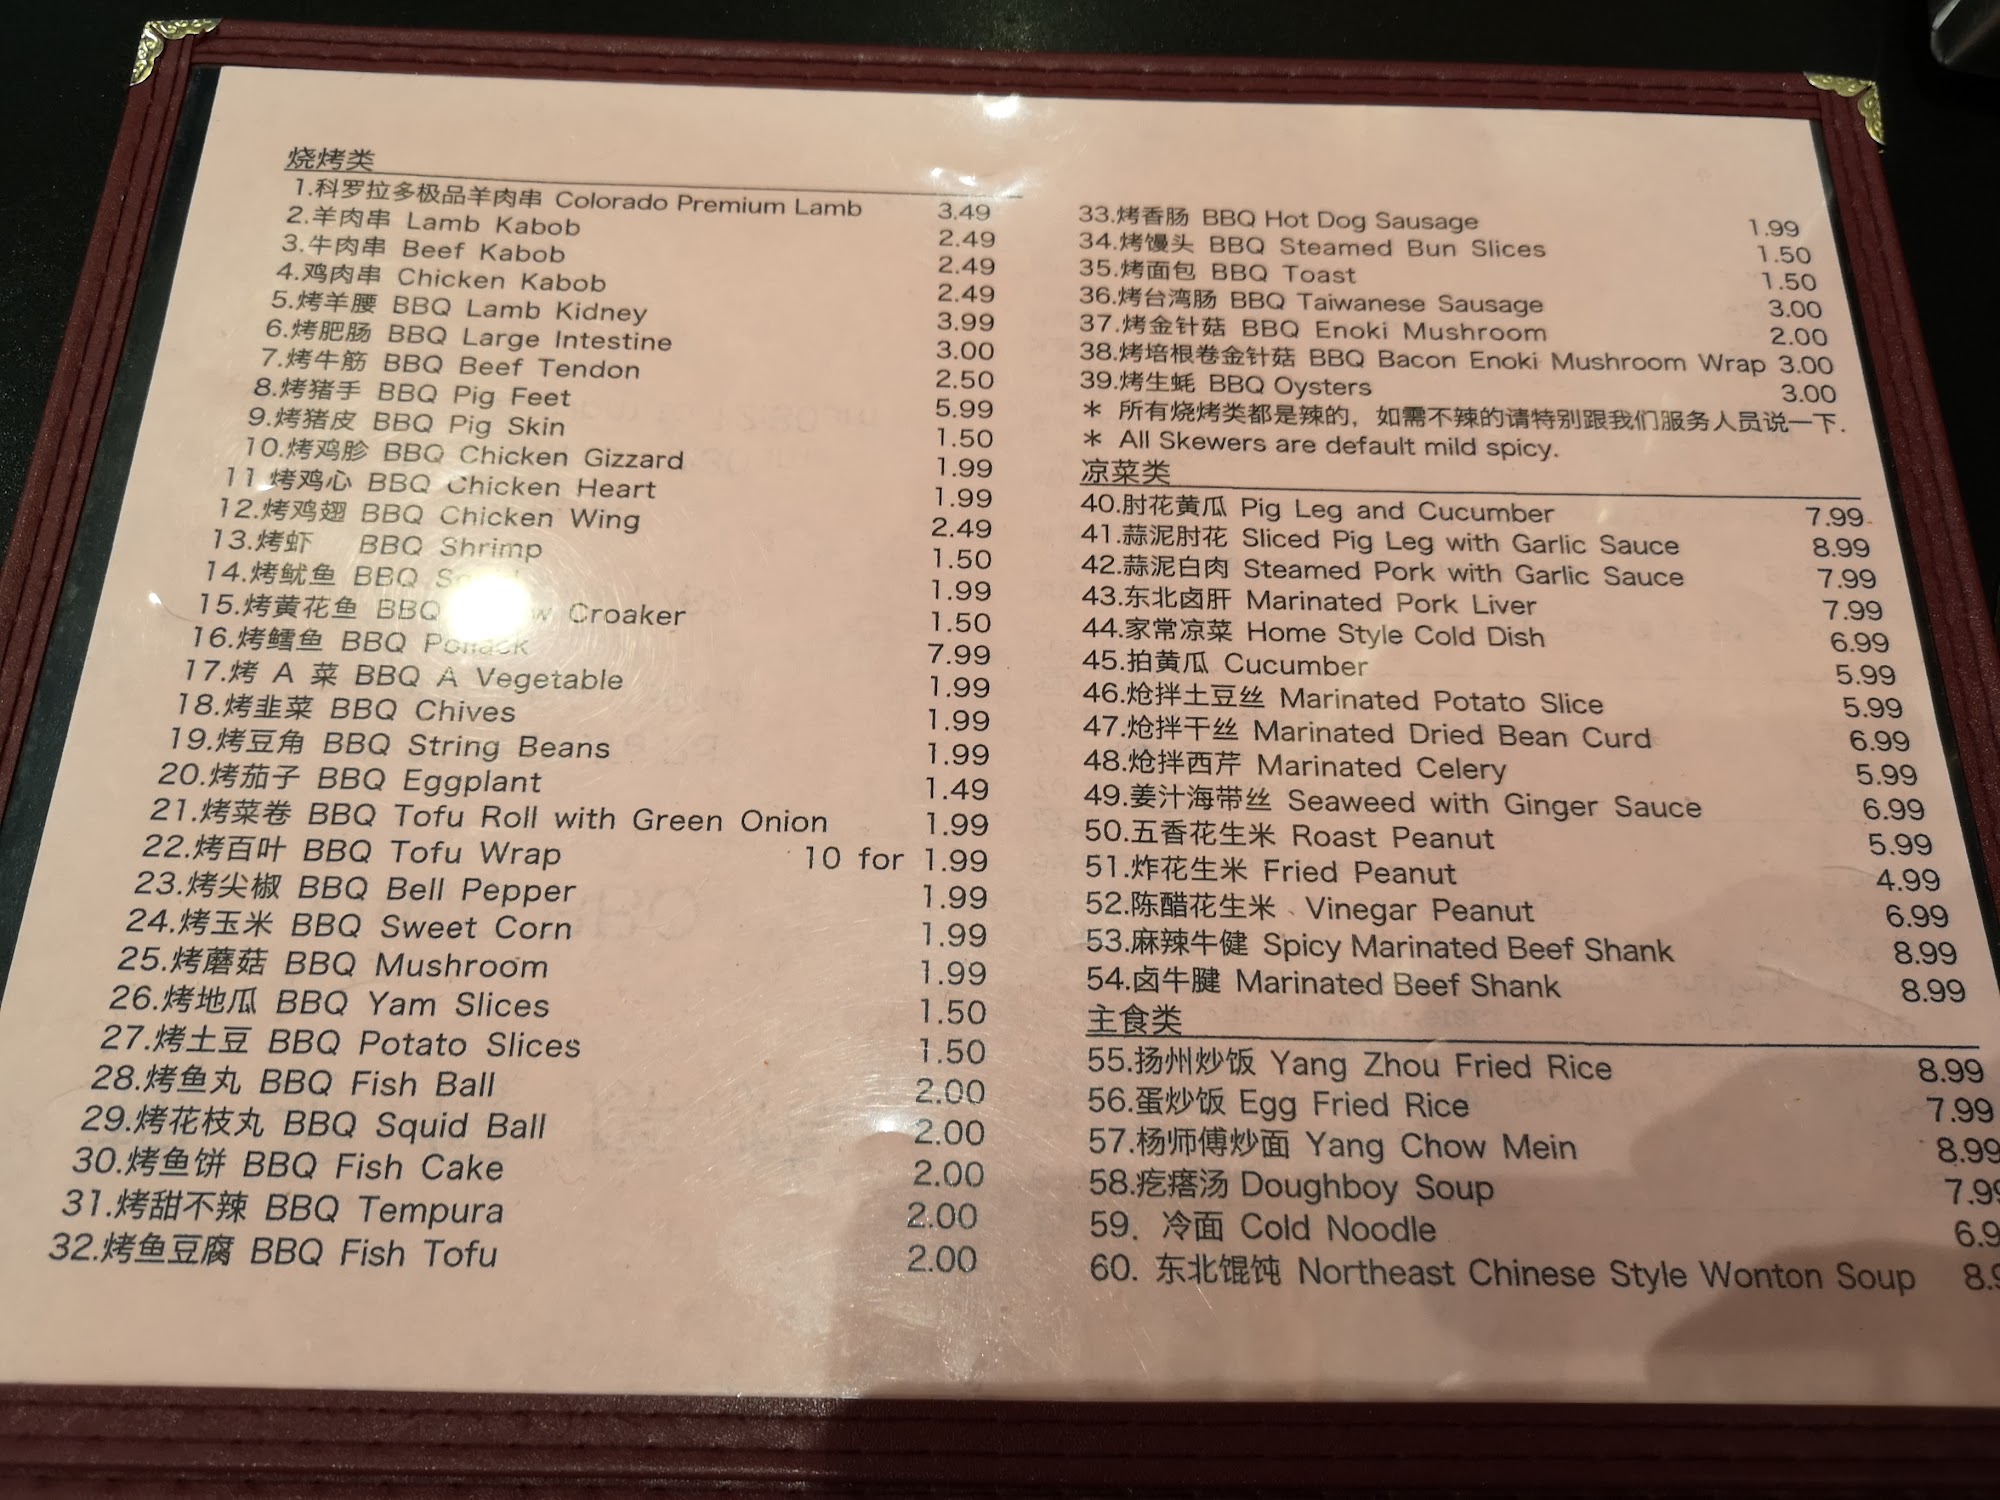 烧烤类
1.科罗拉多极品羊肉串 Colorado Premium Lamb 3.49
2.羊肉串 Lamb Kabob 2.49
3.牛肉串 Beef Kabob 2.49
4.鸡肉串 Chicken Kabob 2.49
5.烤羊腰 BBQ Lamb Kidney 3.99
6.烤肥肠 BBQ Large Intestine 3.00
7.烤牛筋 BBQ Beef Tendon 2.50
8.烤猪手 BBQ Pig Feet 5.99
9.烤猪皮 BBQ Pig Skin 1.50
10.烤鸡胗 BBQ Chicken Gizzard 1.99
11.烤鸡心 BBQ Chicken Heart 1.99
12.烤鸡翅 BBQ Chicken Wing 2.49
13.烤虾 BBQ Shrimp 1.50
14.烤鱿鱼 BBQ 1.99
15.烤黄花鱼 BBQ Croaker 1.50
16.烤鳕鱼 BBQ Pollack 7.99
17.烤 A 菜 BBQ A Vegetable 1.99
18.烤韭菜 BBQ Chives 1.99
19.烤豆角 BBQ String Beans 1.99
20.烤茄子 BBQ Eggplant 1.49
21.烤菜卷 BBQ Tofu Roll with Green Onion 1.99
22.烤百叶 BBQ Tofu Wrap 10 for 1.99
23.烤尖椒 BBQ Bell Pepper 1.99
24.烤玉米 BBQ Sweet Corn 1.99
25.烤蘑菇 BBQ Mushroom 1.99
26.烤地瓜 BBQ Yam Slices 1.50
27.烤土豆 BBQ Potato Slices 1.50
28.烤鱼丸 BBQ Fish Ball 2.00
29.烤花枝丸 BBQ Squid Ball 2.00
30.烤鱼饼 BBQ Fish Cake 2.00
31.烤甜不辣 BBQ Tempura 2.00
32.烤鱼豆腐 BBQ Fish Tofu 2.00
33.烤香肠 BBQ Hot Dog Sausage 1.99
34.烤馒头 BBQ Steamed Bun Slices 1.50
35.烤面包 BBQ Toast 1.50
36.烤台湾肠 BBQ Taiwanese Sausage 3.00
37.烤金针菇 BBQ Enoki Mushroom 2.00
38.烤培根卷金针菇 BBQ Bacon Enoki Mushroom Wrap 3.00
39.烤生蚝 BBQ Oysters 3.00
* 所有烧烤类都是辣的，如需不辣的请特别跟我们服务人员说一下.
* All Skewers are default mild spicy.
凉菜类
40.肘花黄瓜 Pig Leg and Cucumber 7.99
41.蒜泥肘花 Sliced Pig Leg with Garlic Sauce 8.99
42.蒜泥白肉 Steamed Pork with Garlic Sauce 7.99
43.东北卤肝 Marinated Pork Liver 7.99
44.家常凉菜 Home Style Cold Dish 6.99
45.拍黄瓜 Cucumber 5.99
46.炝拌土豆丝 Marinated Potato Slice 5.99
47.炝拌干丝 Marinated Dried Bean Curd 6.99
48.炝拌西芹 Marinated Celery 5.99
49.姜汁海带丝 Seaweed with Ginger Sauce 6.99
50.五香花生米 Roast Peanut 5.99
51.炸花生米 Fried Peanut 4.99
52.陈醋花生米 Vinegar Peanut 6.99
53.麻辣牛健 Spicy Marinated Beef Shank 8.99
54.卤牛腱 Marinated Beef Shank 8.99
主食类
55.扬州炒饭 Yang Zhou Fried Rice 8.99
56.蛋炒饭 Egg Fried Rice 7.99
57.杨师傅炒面 Yang Chow Mein 8.99
58.疙瘩汤 Doughboy Soup 7.99
59. 冷面 Cold Noodle 6.9
60. 东北馄饨 Northeast Chinese Style Wonton Soup 8.